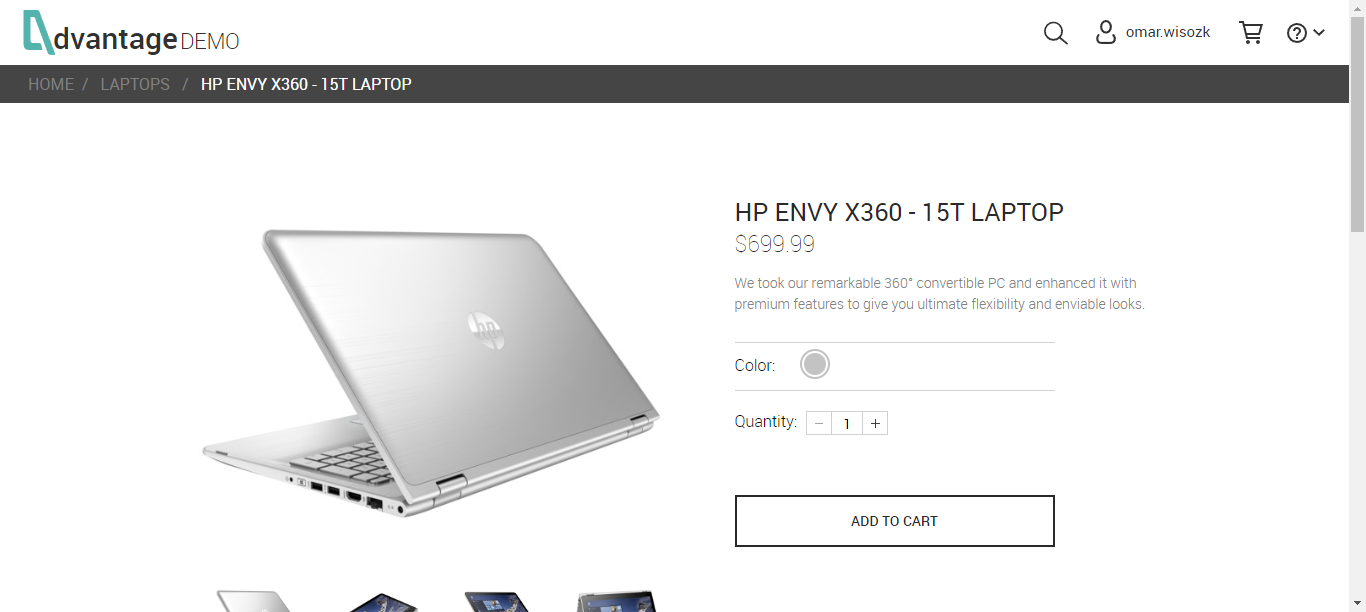 dvantage DEMO
omar.wisozk
HOME / LAPTOPS / HP ENVY X360 - 15T LAPTOP
HP ENVY X360 - 15T LAPTOP
$699.99
We took our remarkable 360° convertible PC and enhanced it with
premium features to give you ultimate flexibility and enviable looks.
Color:
Quantity: − 1 +
ADD TO CART
hp